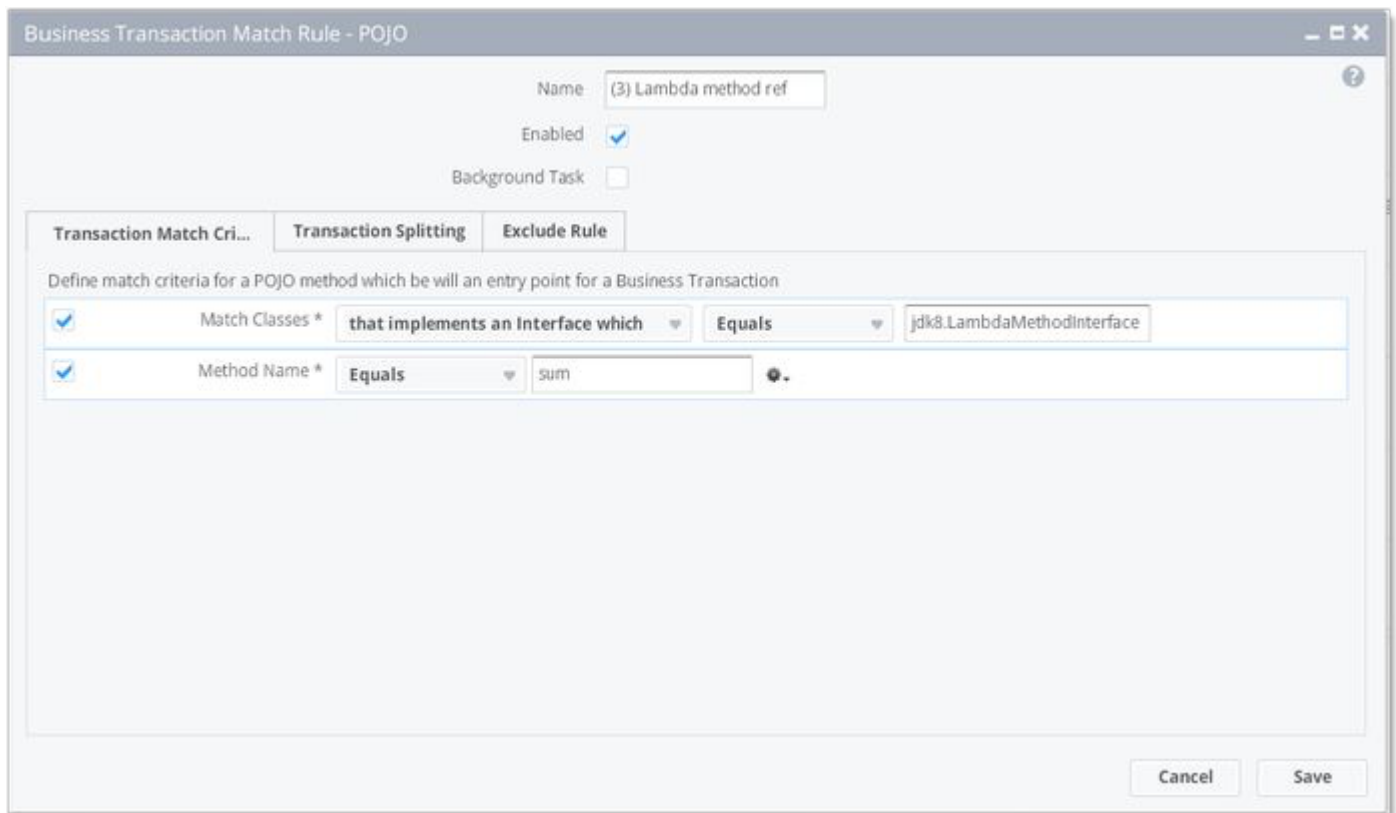 Business Transaction Match Rule - POJO
Name (3) Lambda method ref
Enabled
Background Task
Transaction Match Cri... Transaction Splitting Exclude Rule
Define match criteria for a POJO method which be will an entry point for a Business Transaction
Match Classes * that implements an Interface which Equals jdk8.LambdaMethodInterface
Method Name * Equals sum
Cancel Save